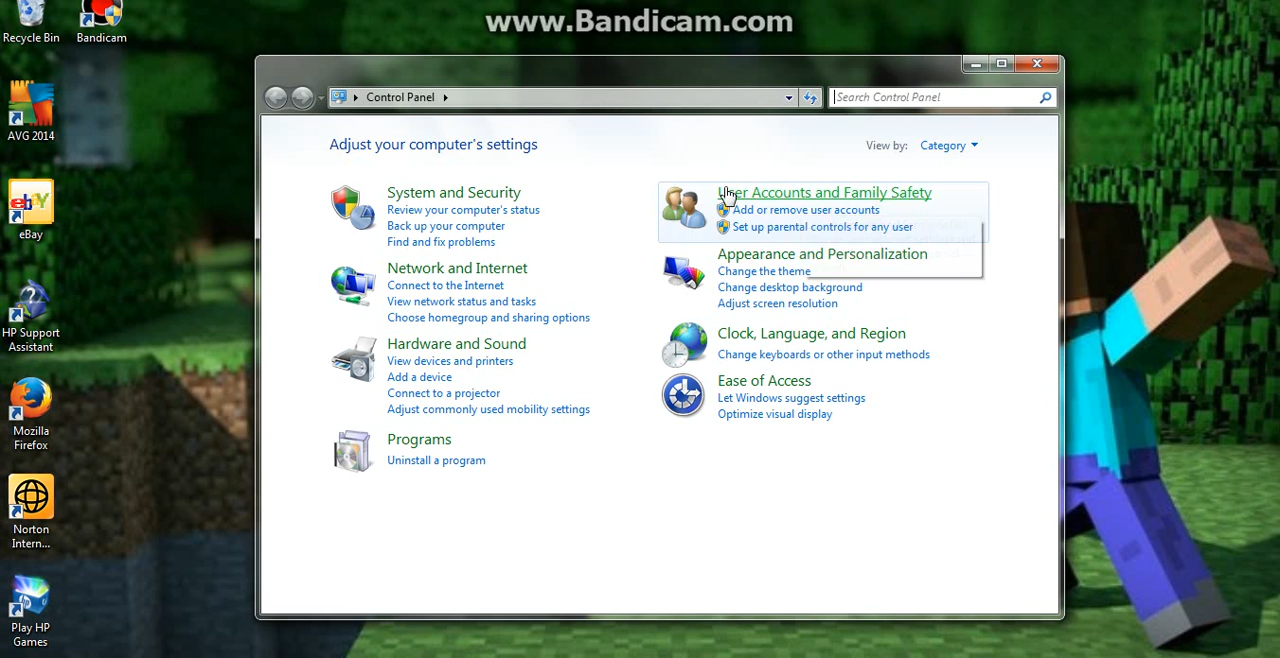 www.Bandicam.com
Recycle Bin
Bandicam
AVG 2014
eBay
HP Support
Assistant
Mozilla
Firefox
Norton
Intern...
Play HP
Games
Control Panel
Search Control Panel
Adjust your computer's settings
View by: Category
System and Security
Review your computer's status
Back up your computer
Find and fix problems
Network and Internet
Connect to the Internet
View network status and tasks
Choose homegroup and sharing options
Hardware and Sound
View devices and printers
Add a device
Connect to a projector
Adjust commonly used mobility settings
Programs
Uninstall a program
User Accounts and Family Safety
Add or remove user accounts
Set up parental controls for any user
Appearance and Personalization
Change the theme
Change desktop background
Adjust screen resolution
Clock, Language, and Region
Change keyboards or other input methods
Ease of Access
Let Windows suggest settings
Optimize visual display